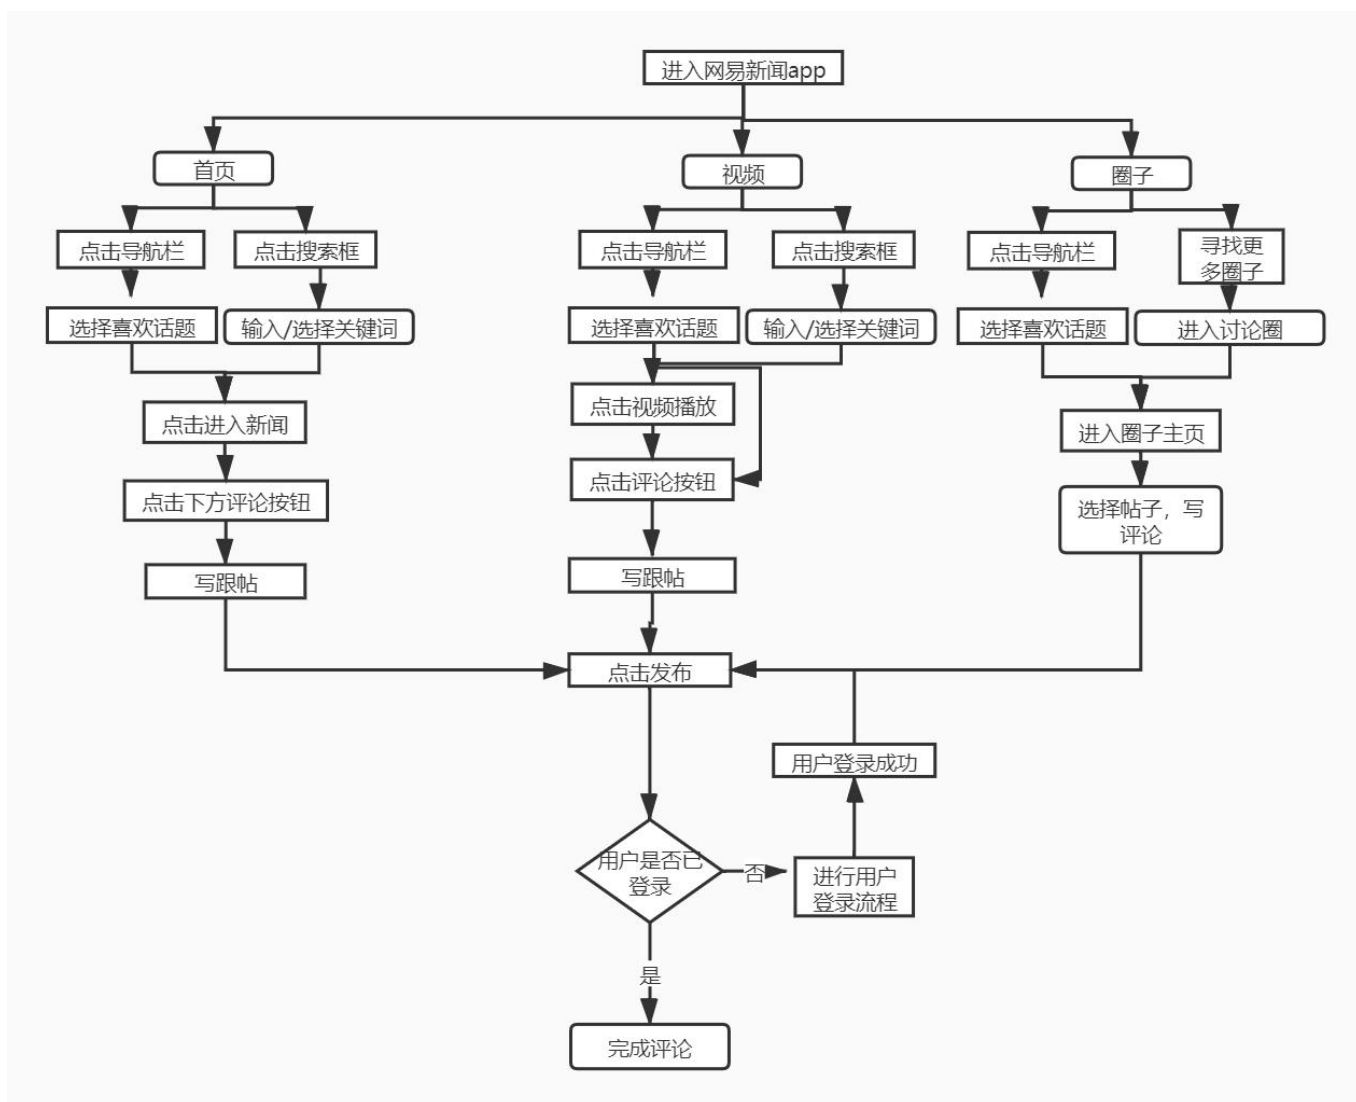 进入网易新闻app
首页
视频
圈子
点击导航栏
点击搜索框
点击导航栏
点击搜索框
点击导航栏
寻找更
多圈子
选择喜欢话题
输入/选择关键词
选择喜欢话题
输入/选择关键词
选择喜欢话题
进入讨论圈
点击进入新闻
点击视频播放
进入圈子主页
点击下方评论按钮
点击评论按钮
选择帖子，写
评论
写跟帖
写跟帖
点击发布
用户登录成功
用户是否已
登录
否
进行用户
登录流程
是
完成评论